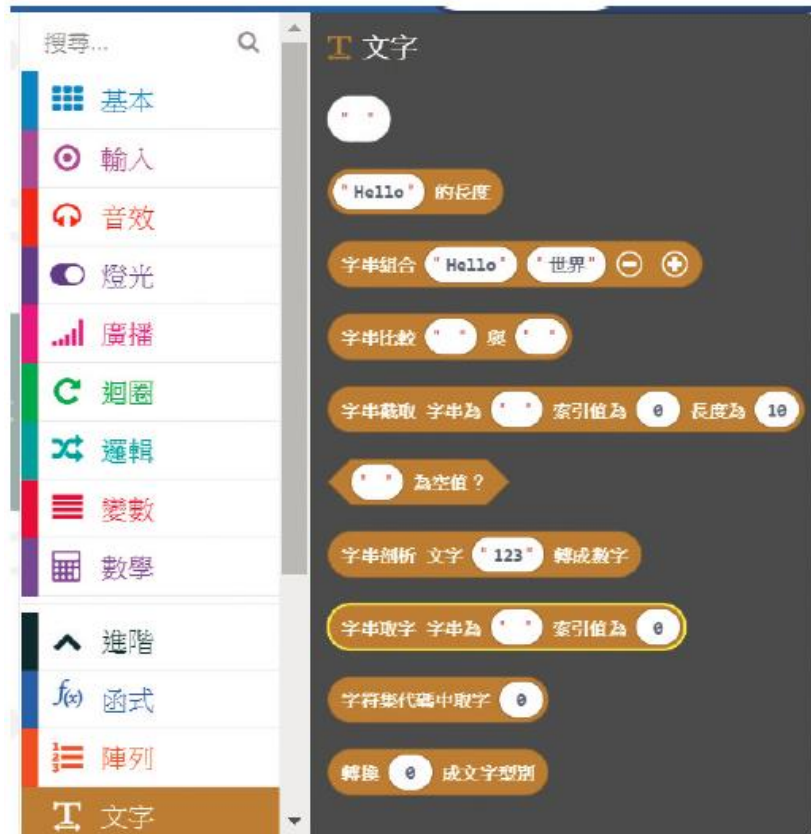 搜尋...
基本
輸入
音效
燈光
廣播
迴圈
邏輯
變數
數學
進階
f(x) 函式
陣列
文字
文字
" "
"Hello" 的長度
字串組合 "Hello" "世界"
字串比較 " " 與 " "
字串截取 字串為 " " 索引值為 0 長度為 10
" " 為空值？
字串剖析 文字 "123" 轉成數字
字串取字 字串為 " " 索引值為 0
字符集代碼中取字 0
轉換 0 成文字型別